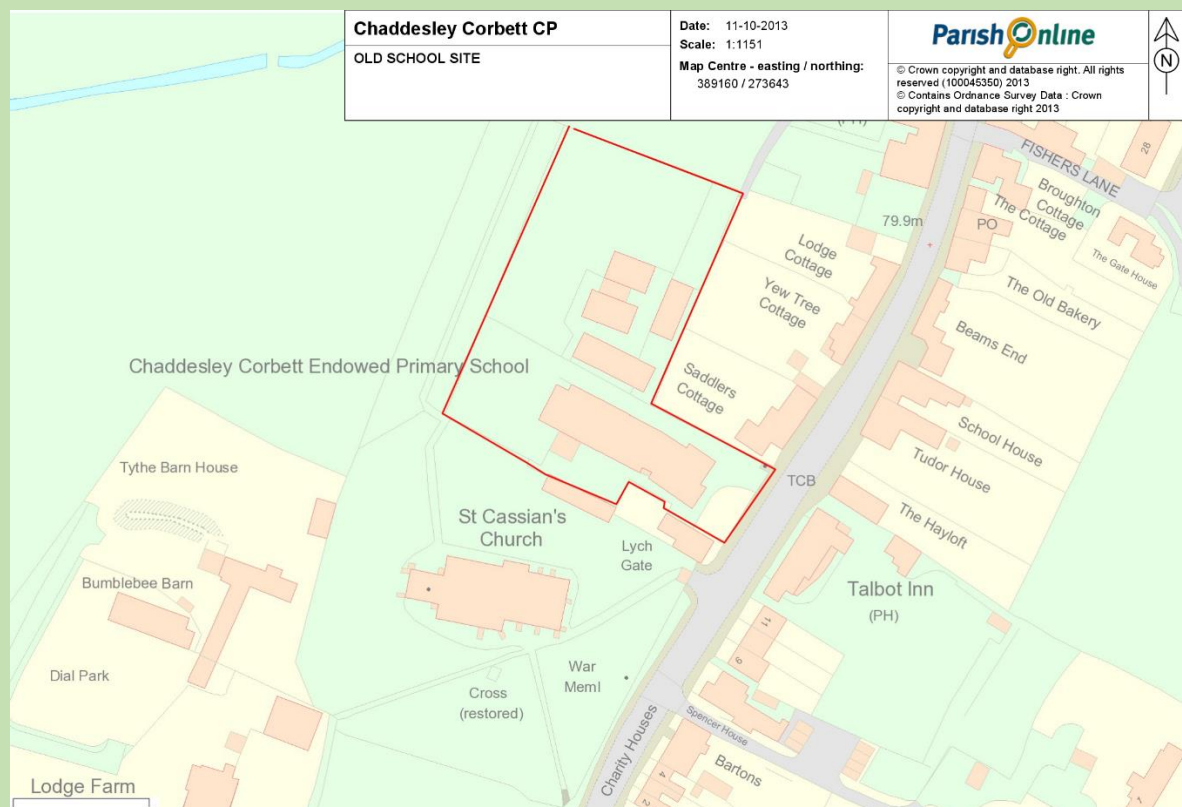 Chaddesley Corbett CP
OLD SCHOOL SITE
Date: 11-10-2013
Scale: 1:1151
Map Centre - easting / northing:
389160 / 273643
Parish Online
© Crown copyright and database right. All rights
reserved (100045350) 2013
© Contains Ordnance Survey Data : Crown
copyright and database right 2013
N
(PH)
FISHERS LANE
28
Broughton
Cottage
The Cottage
79.9m
PO
The Gate House
Lodge
Cottage
The Old Bakery
Yew Tree
Cottage
Beams End
Chaddesley Corbett Endowed Primary School
Saddlers
Cottage
School House
Tudor House
Tythe Barn House
TCB
The Hayloft
St Cassian's
Church
Lych
Gate
Talbot Inn
(PH)
Bumblebee Barn
11
9
Dial Park
War
Meml
Cross
(restored)
Spencer House
Charity Houses
Bartons
4
2
Lodge Farm